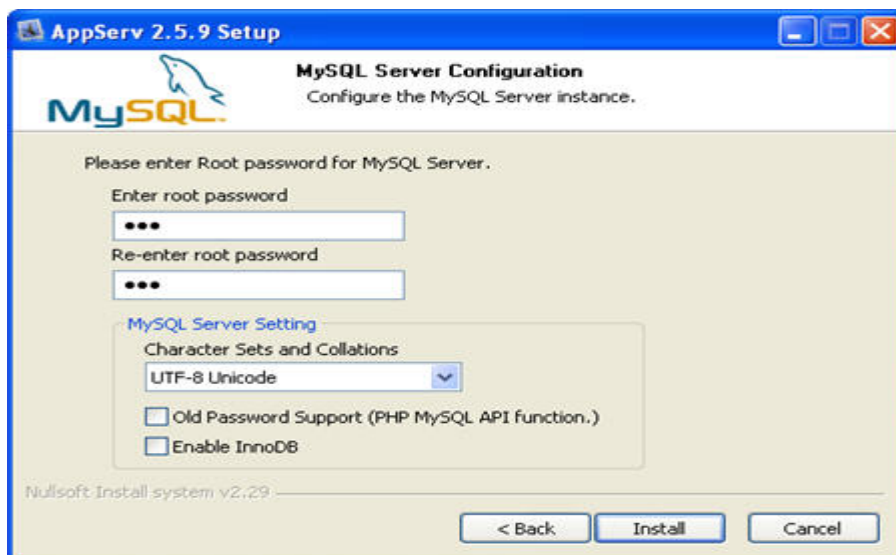 AppServ 2.5.9 Setup
MySQL Server Configuration
Configure the MySQL Server instance.
MySQL.
Please enter Root password for MySQL Server.
Enter root password
•••
Re-enter root password
•••
MySQL Server Setting
Character Sets and Collations
UTF-8 Unicode
Old Password Support (PHP MySQL API function.)
Enable InnoDB
Nullsoft Install system v2.29
< Back Install Cancel